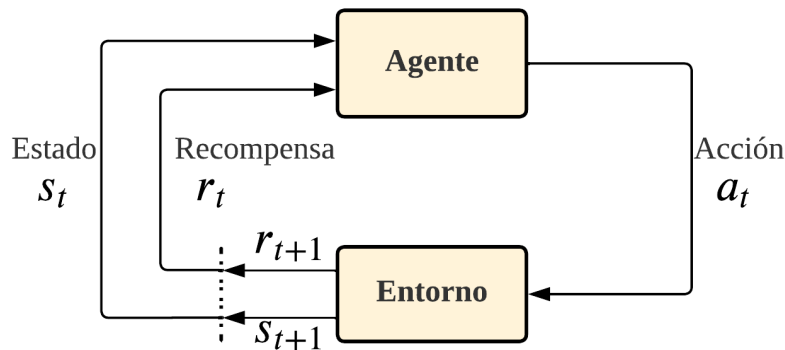 Agente
Estado
s_t
Recompensa
r_t
Acción
a_t
r_{t+1}
Entorno
s_{t+1}